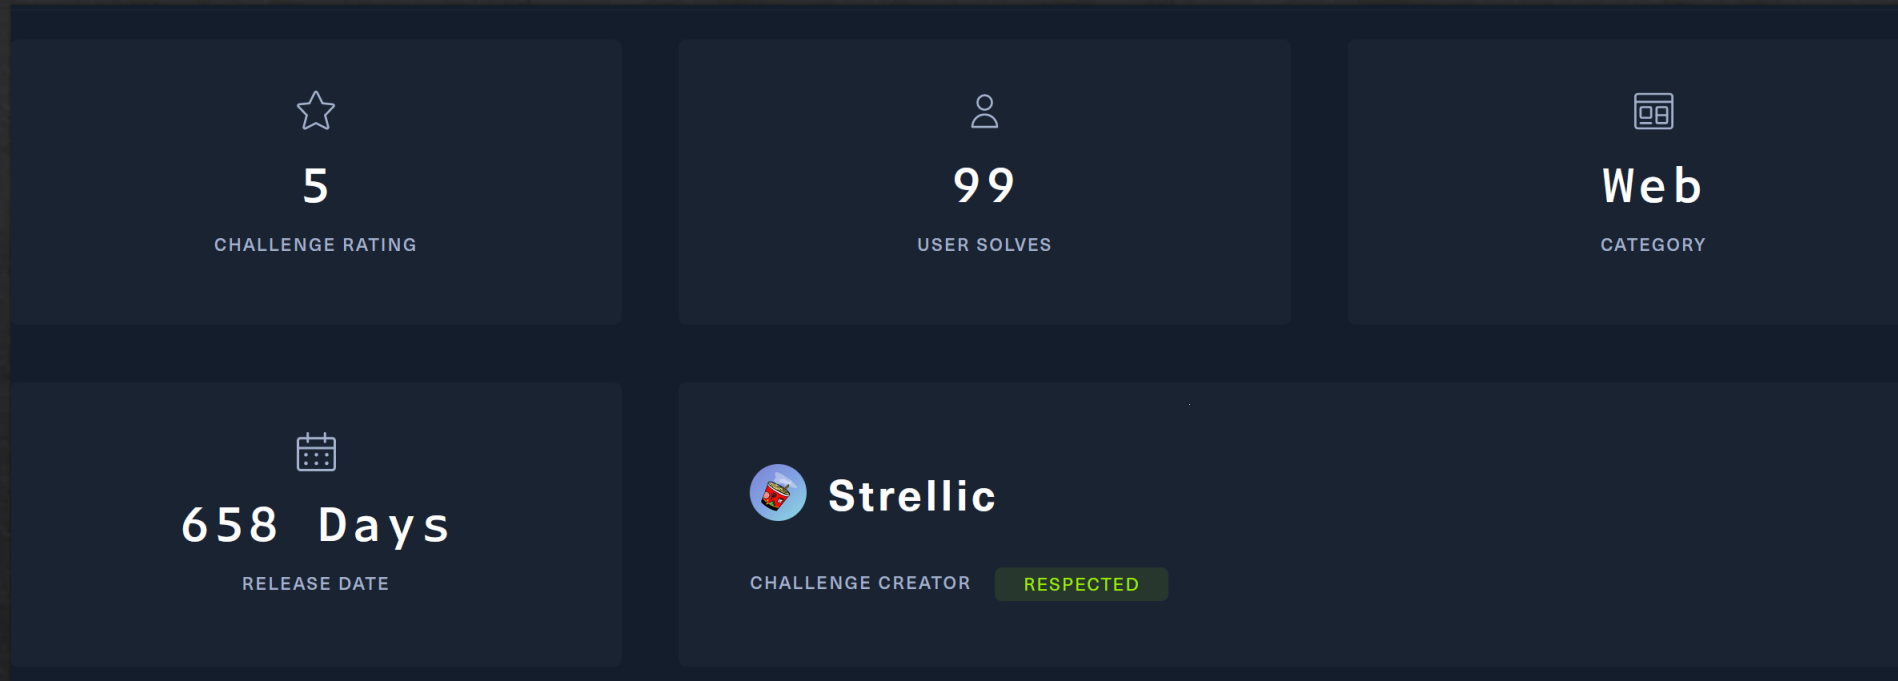 5
CHALLENGE RATING
99
USER SOLVES
Web
CATEGORY
658 Days
RELEASE DATE
Strellic
CHALLENGE CREATOR RESPECTED